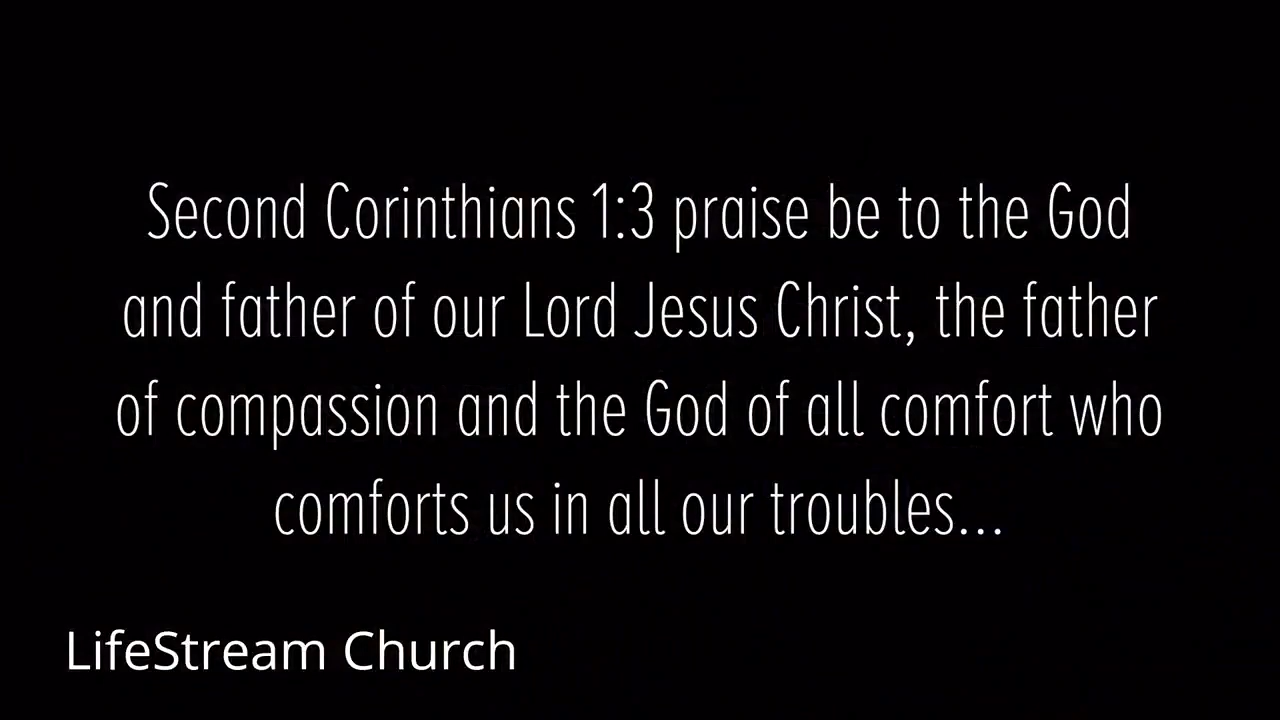 Second Corinthians 1:3 praise be to the God
and father of our Lord Jesus Christ, the father
of compassion and the God of all comfort who
comforts us in all our troubles...
LifeStream Church